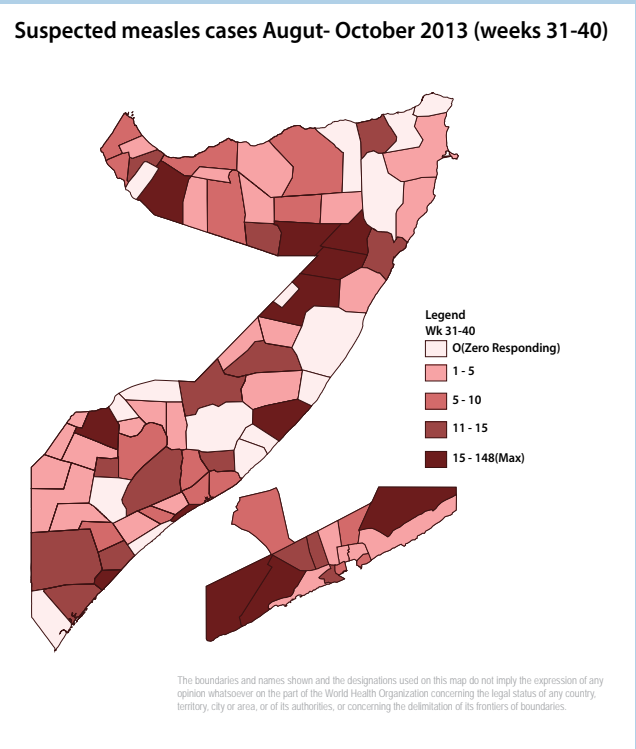 Suspected measles cases Augut- October 2013 (weeks 31-40)
Legend
Wk 31-40
O(Zero Responding)
1 - 5
5 - 10
11 - 15
15 - 148(Max)
The boundaries and names shown and the designations used on this map do not imply the expression of any
opinion whatsoever on the part of the World Health Organization concerning the legal status of any country,
territory, city or area, or of its authorities, or concerning the delimitation of its frontiers of boundaries.